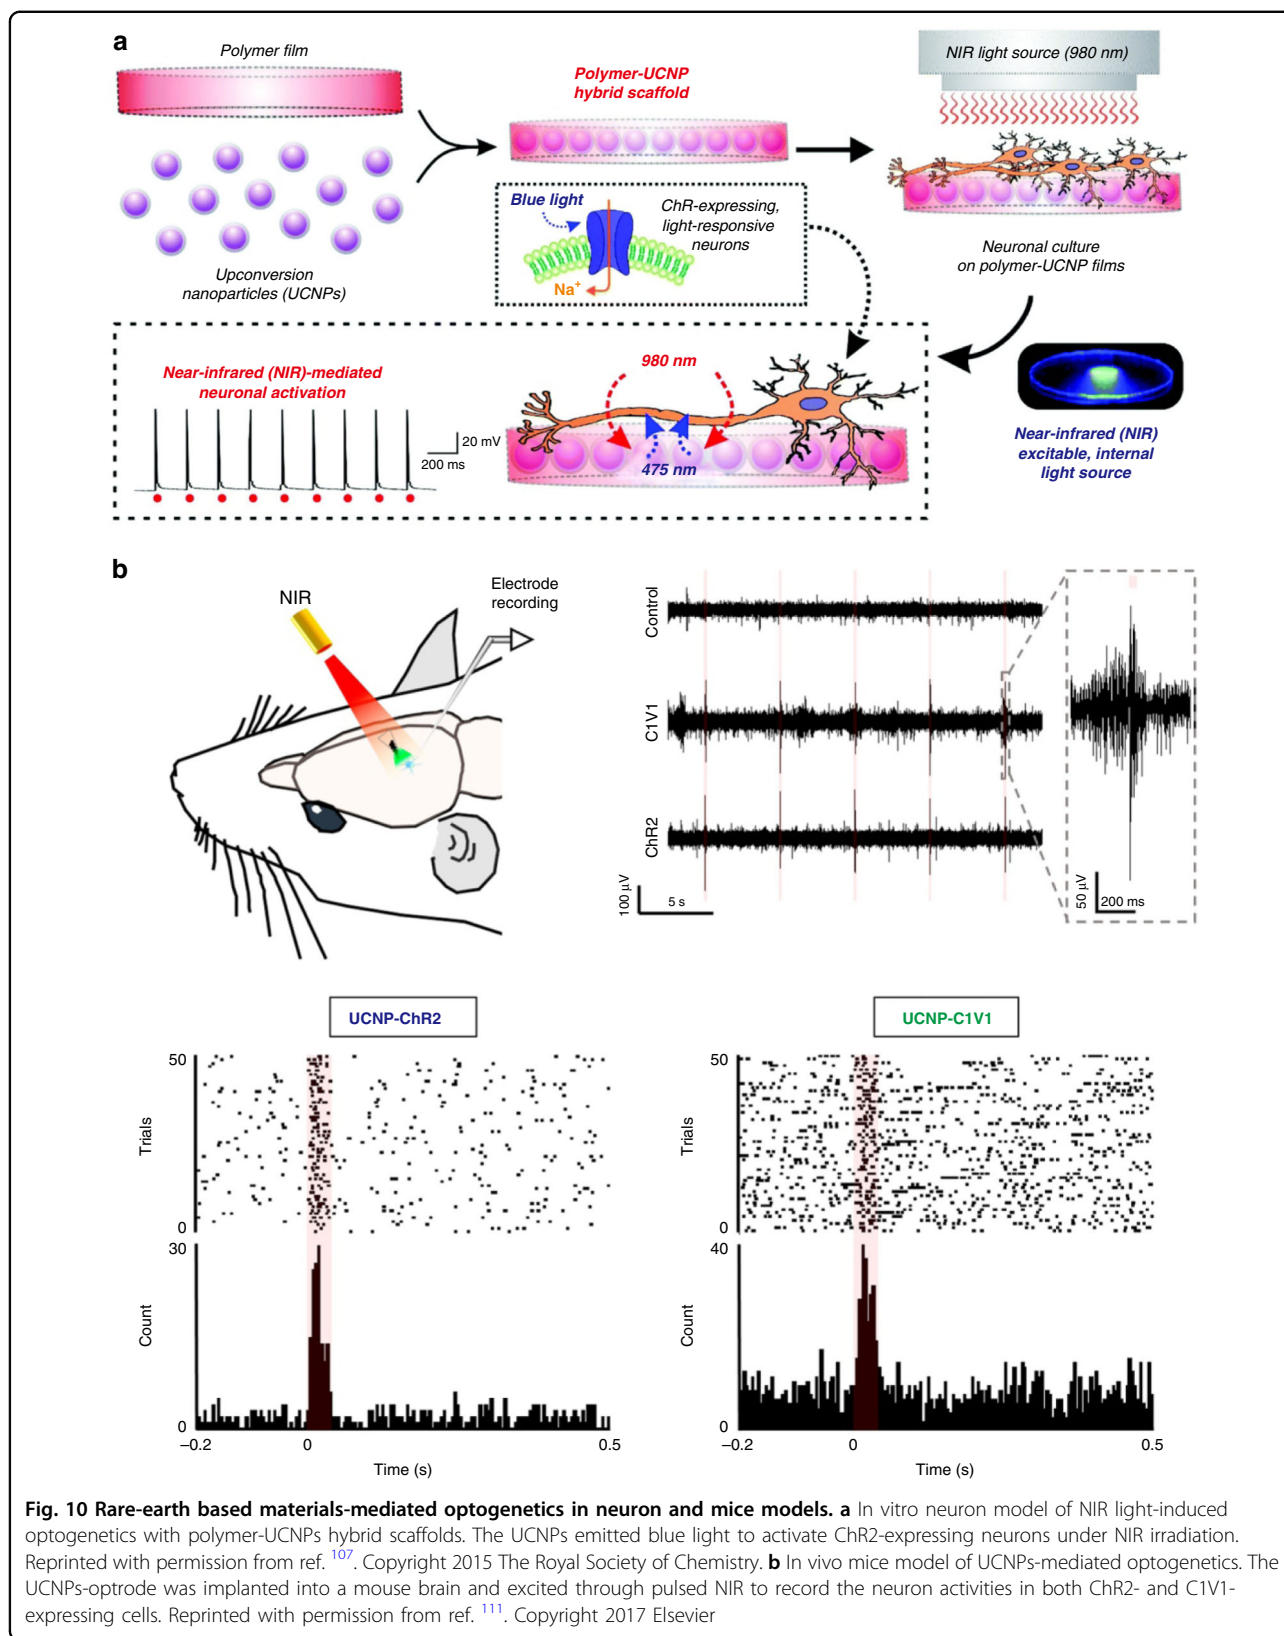 a
Polymer film
Polymer-UCNP
hybrid scaffold
NIR light source (980 nm)
Upconversion
nanoparticles (UCNPs)
Blue light
ChR-expressing,
light-responsive
neurons
Na+
Neuronal culture
on polymer-UCNP films
Near-infrared (NIR)-mediated
neuronal activation
20 mV
200 ms
980 nm
475 nm
Near-infrared (NIR)
excitable, internal
light source
b
NIR
Electrode
recording
Control
C1V1
ChR2
100 µV
5 s
50 µV
200 ms
UCNP-ChR2
50
Trials
0
30
Count
0
–0.2
0
0.5
Time (s)
UCNP-C1V1
50
Trials
0
40
Count
0
–0.2
0
0.5
Time (s)
Fig. 10 Rare-earth based materials-mediated optogenetics in neuron and mice models. a In vitro neuron model of NIR light-induced
optogenetics with polymer-UCNPs hybrid scaffolds. The UCNPs emitted blue light to activate ChR2-expressing neurons under NIR irradiation.
Reprinted with permission from ref. 107. Copyright 2015 The Royal Society of Chemistry. b In vivo mice model of UCNPs-mediated optogenetics. The
UCNPs-optrode was implanted into a mouse brain and excited through pulsed NIR to record the neuron activities in both ChR2- and C1V1-
expressing cells. Reprinted with permission from ref. 111. Copyright 2017 Elsevier